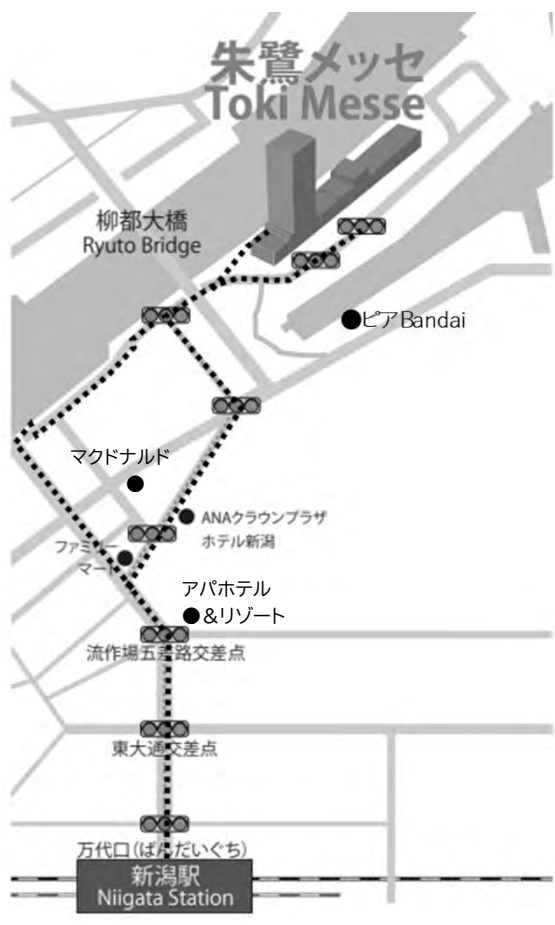 朱鷺メッセ
Toki Messe
柳都大橋
Ryuto Bridge
ピアBandai
マクドナルド
ANAクラウンプラザ
ホテル新潟
ファミリー
マート
アパホテル
&リゾート
流作場五差路交差点
東大通交差点
万代口(ばんだいぐち)
新潟駅
Niigata Station